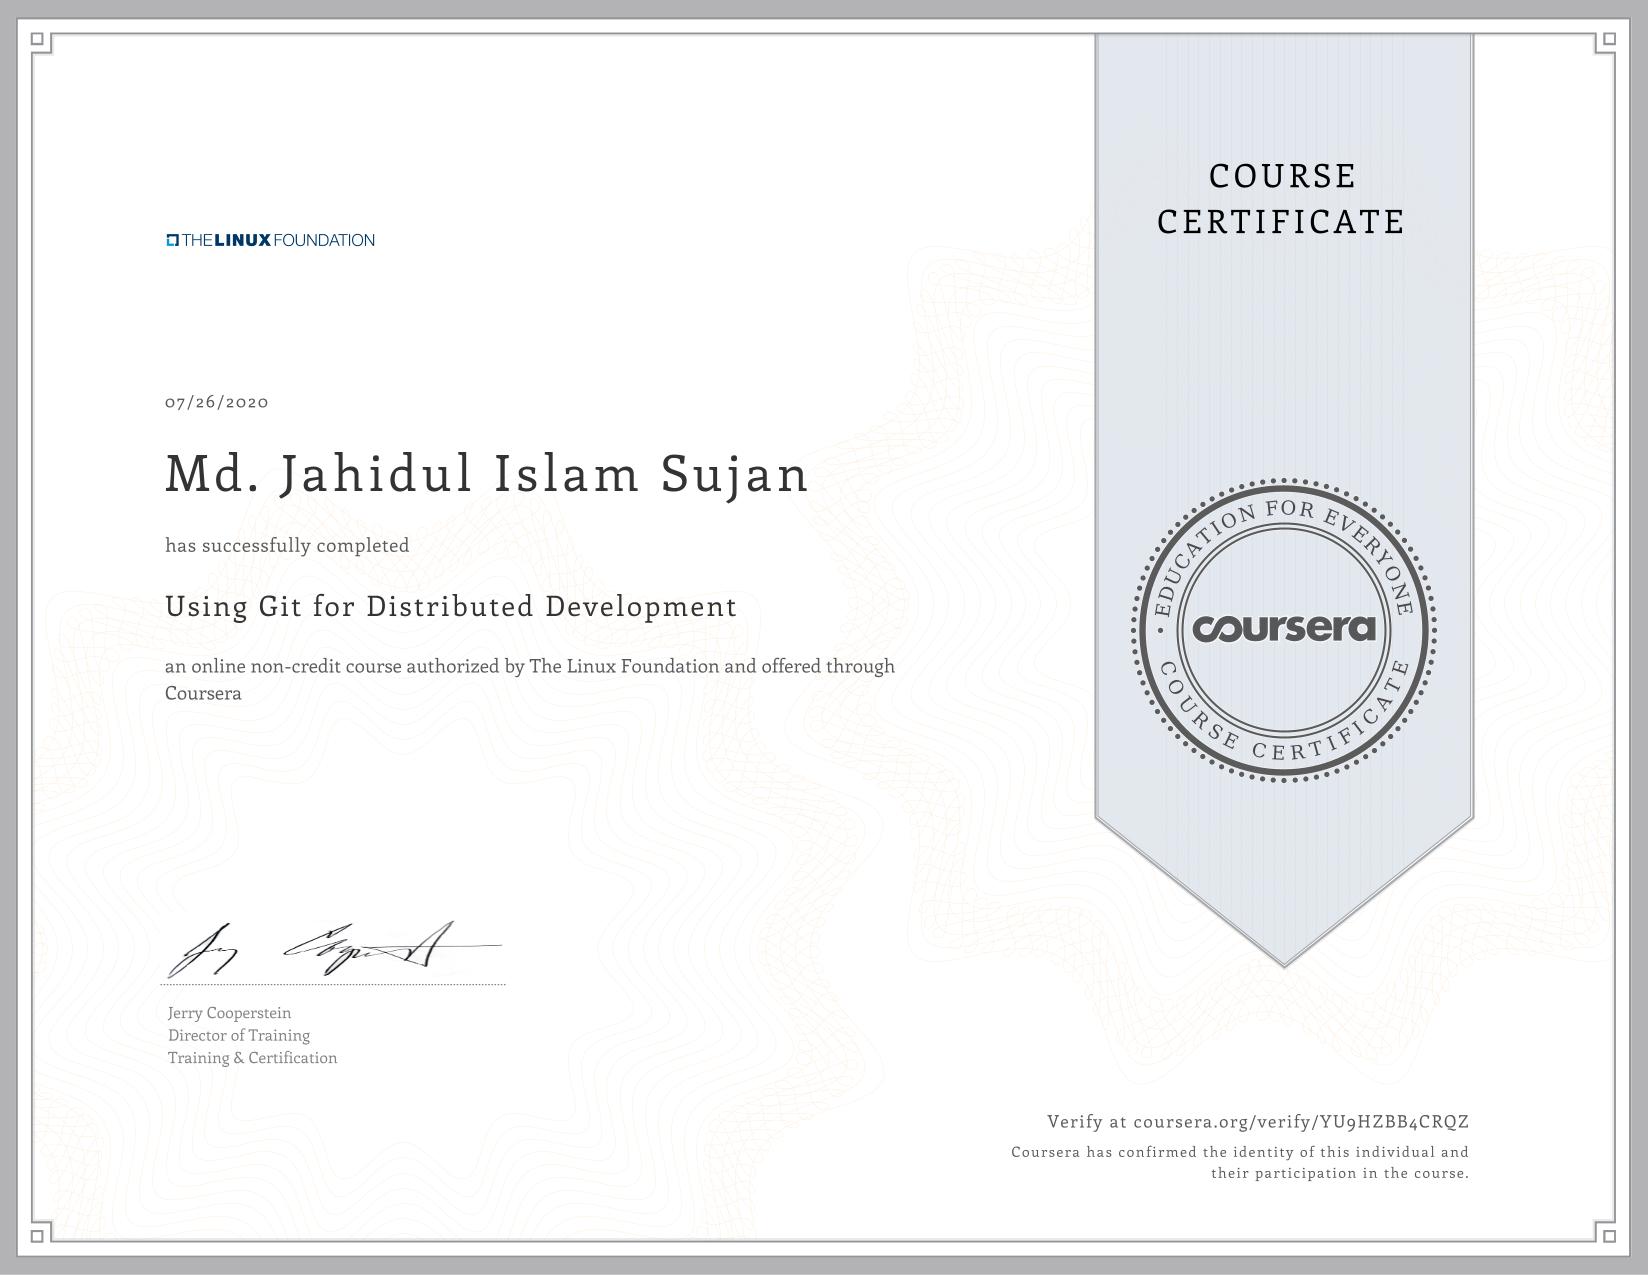 COURSE
CERTIFICATE
THE LINUX FOUNDATION
07/26/2020
Md. Jahidul Islam Sujan
has successfully completed
Using Git for Distributed Development
an online non-credit course authorized by The Linux Foundation and offered through
Coursera
• EDUCATION FOR EVERYONE •
coursera
COURSE CERTIFICATE
Jerry Cooperstein
Director of Training
Training & Certification
Verify at coursera.org/verify/YU9HZBB4CRQZ
Coursera has confirmed the identity of this individual and
their participation in the course.